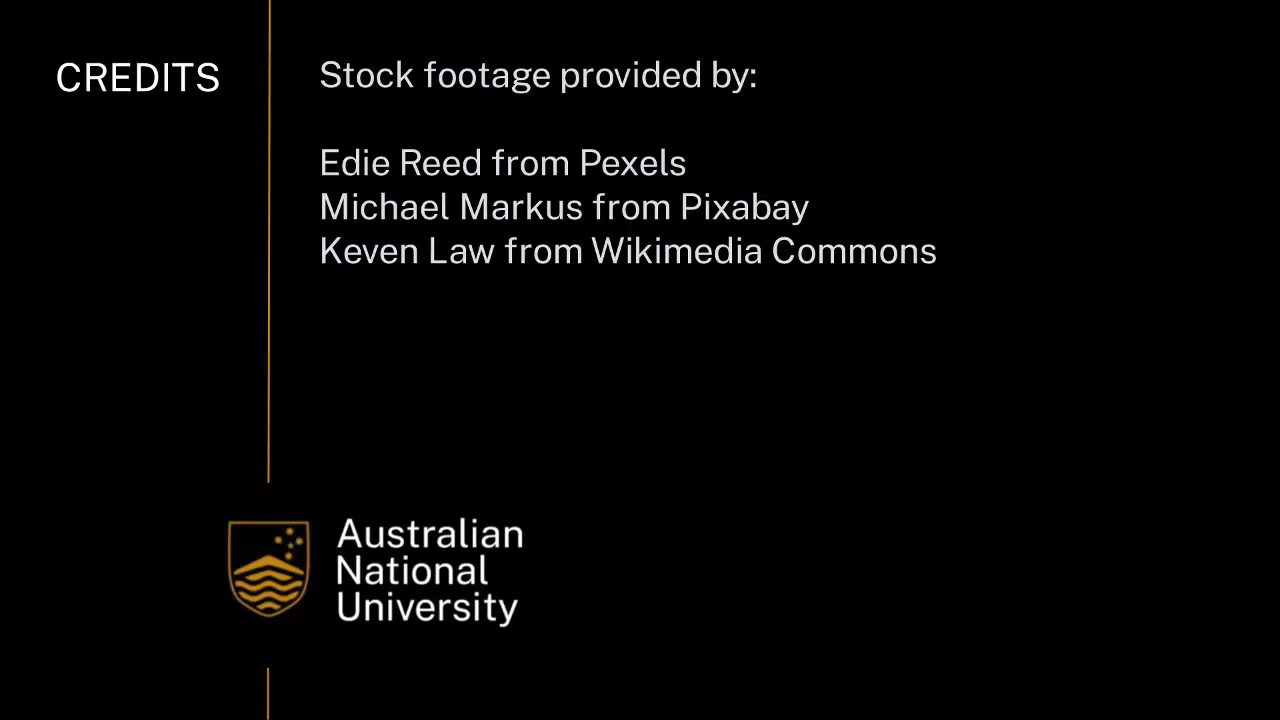 CREDITS
Stock footage provided by:
Edie Reed from Pexels
Michael Markus from Pixabay
Keven Law from Wikimedia Commons
Australian
National
University